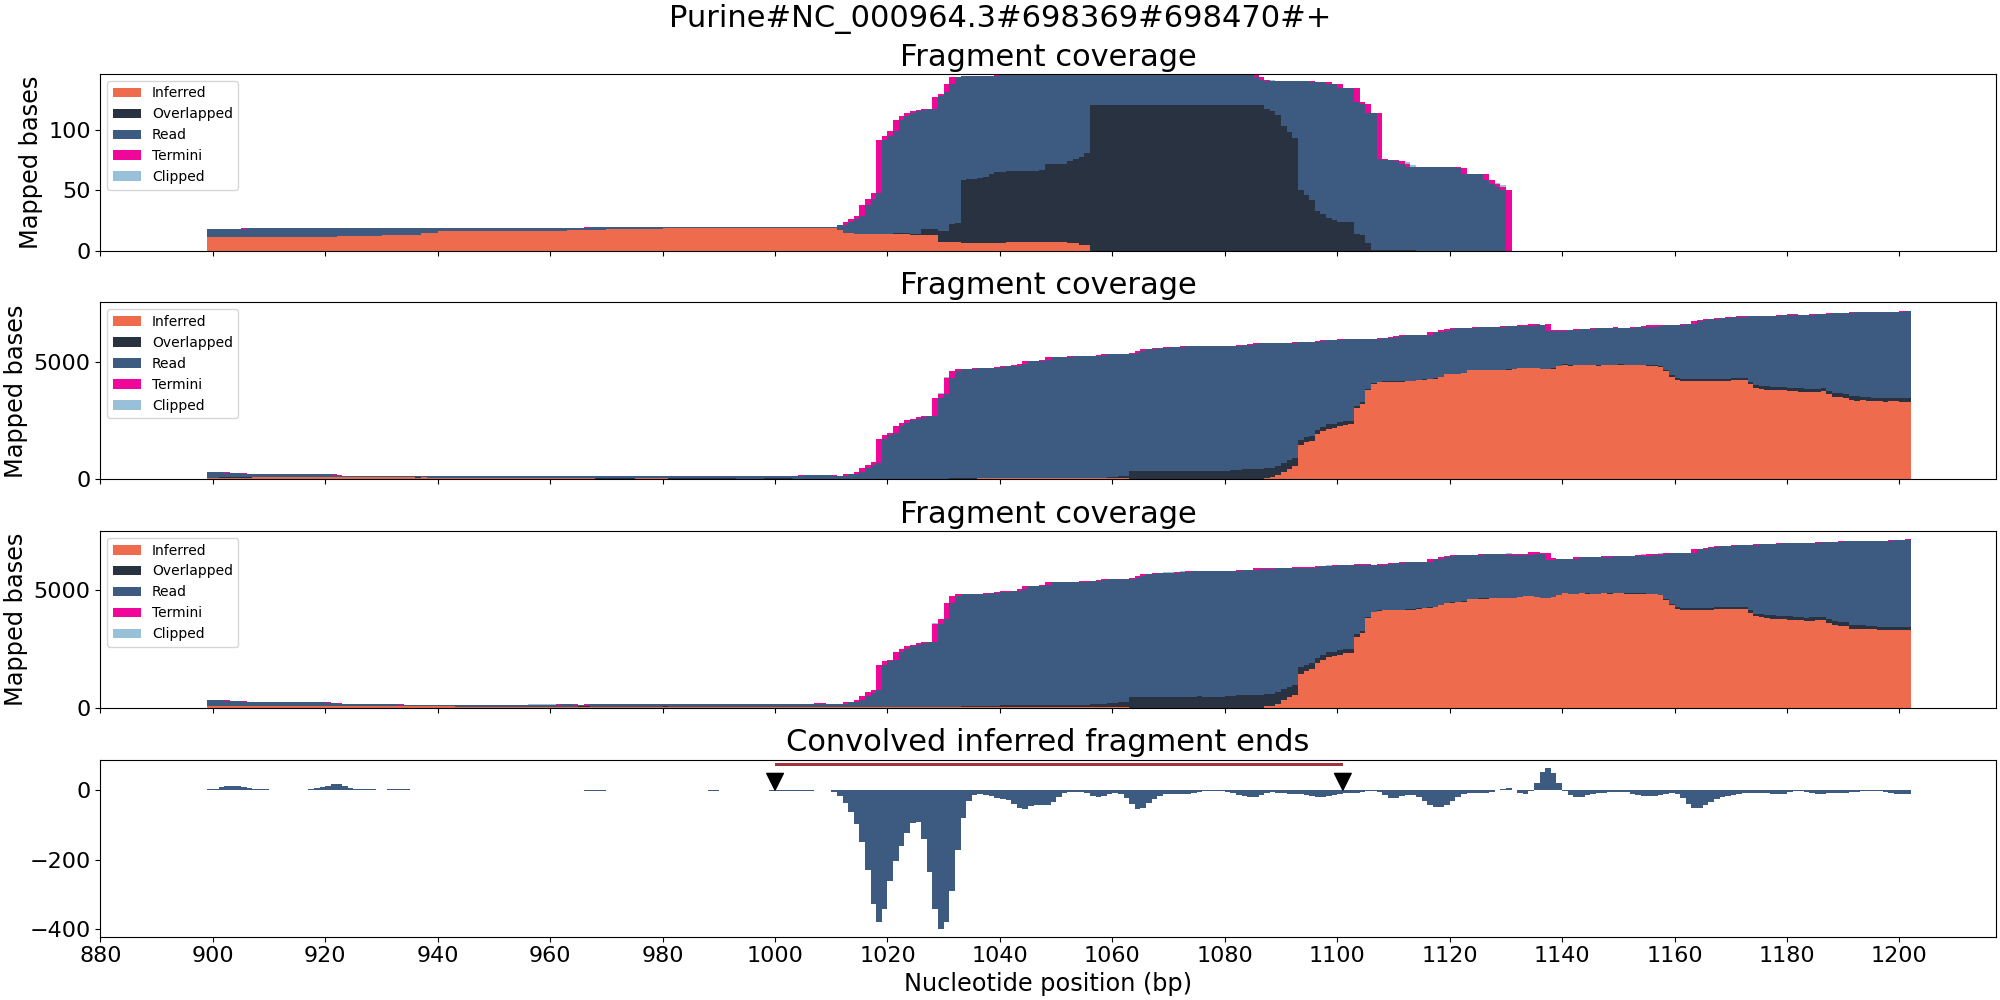 Purine#NC_000964.3#698369#698470#+
Fragment coverage
Mapped bases
100
50
0
Inferred
Overlapped
Read
Termini
Clipped
Fragment coverage
Mapped bases
5000
0
Inferred
Overlapped
Read
Termini
Clipped
Fragment coverage
Mapped bases
5000
0
Inferred
Overlapped
Read
Termini
Clipped
Convolved inferred fragment ends
0
−200
−400
880 900 920 940 960 980 1000 1020 1040 1060 1080 1100 1120 1140 1160 1180 1200
Nucleotide position (bp)